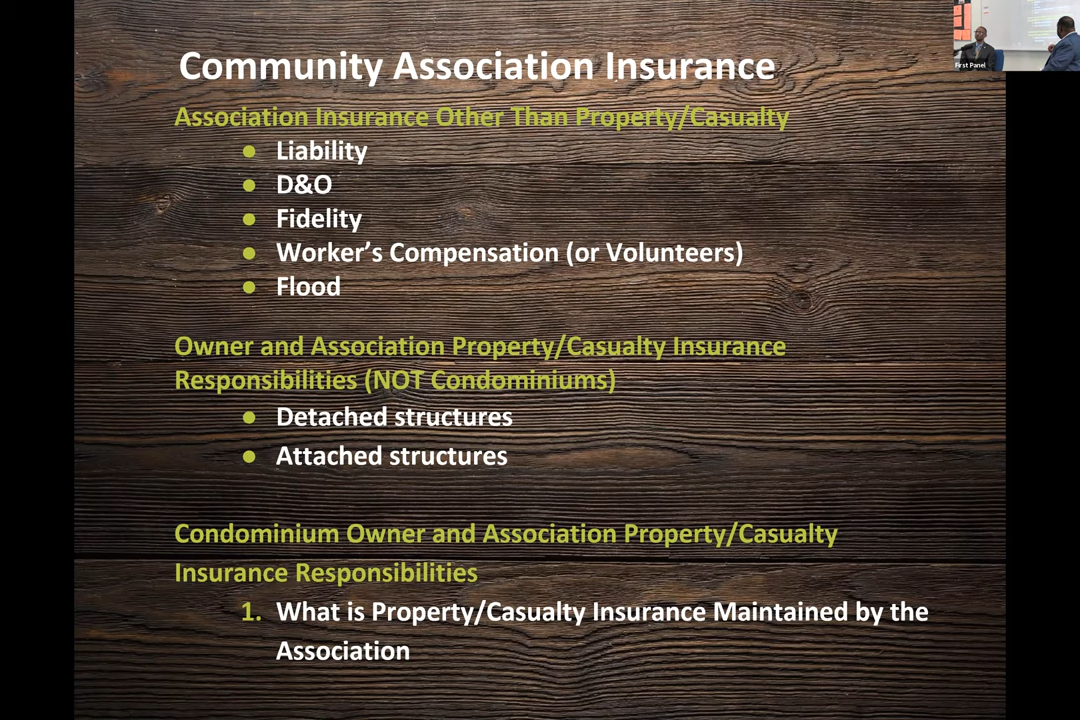 Community Association Insurance
First Panel
Association Insurance Other Than Property/Casualty
● Liability
● D&O
● Fidelity
● Worker’s Compensation (or Volunteers)
● Flood
Owner and Association Property/Casualty Insurance
Responsibilities (NOT Condominiums)
● Detached structures
● Attached structures
Condominium Owner and Association Property/Casualty
Insurance Responsibilities
1. What is Property/Casualty Insurance Maintained by the
Association